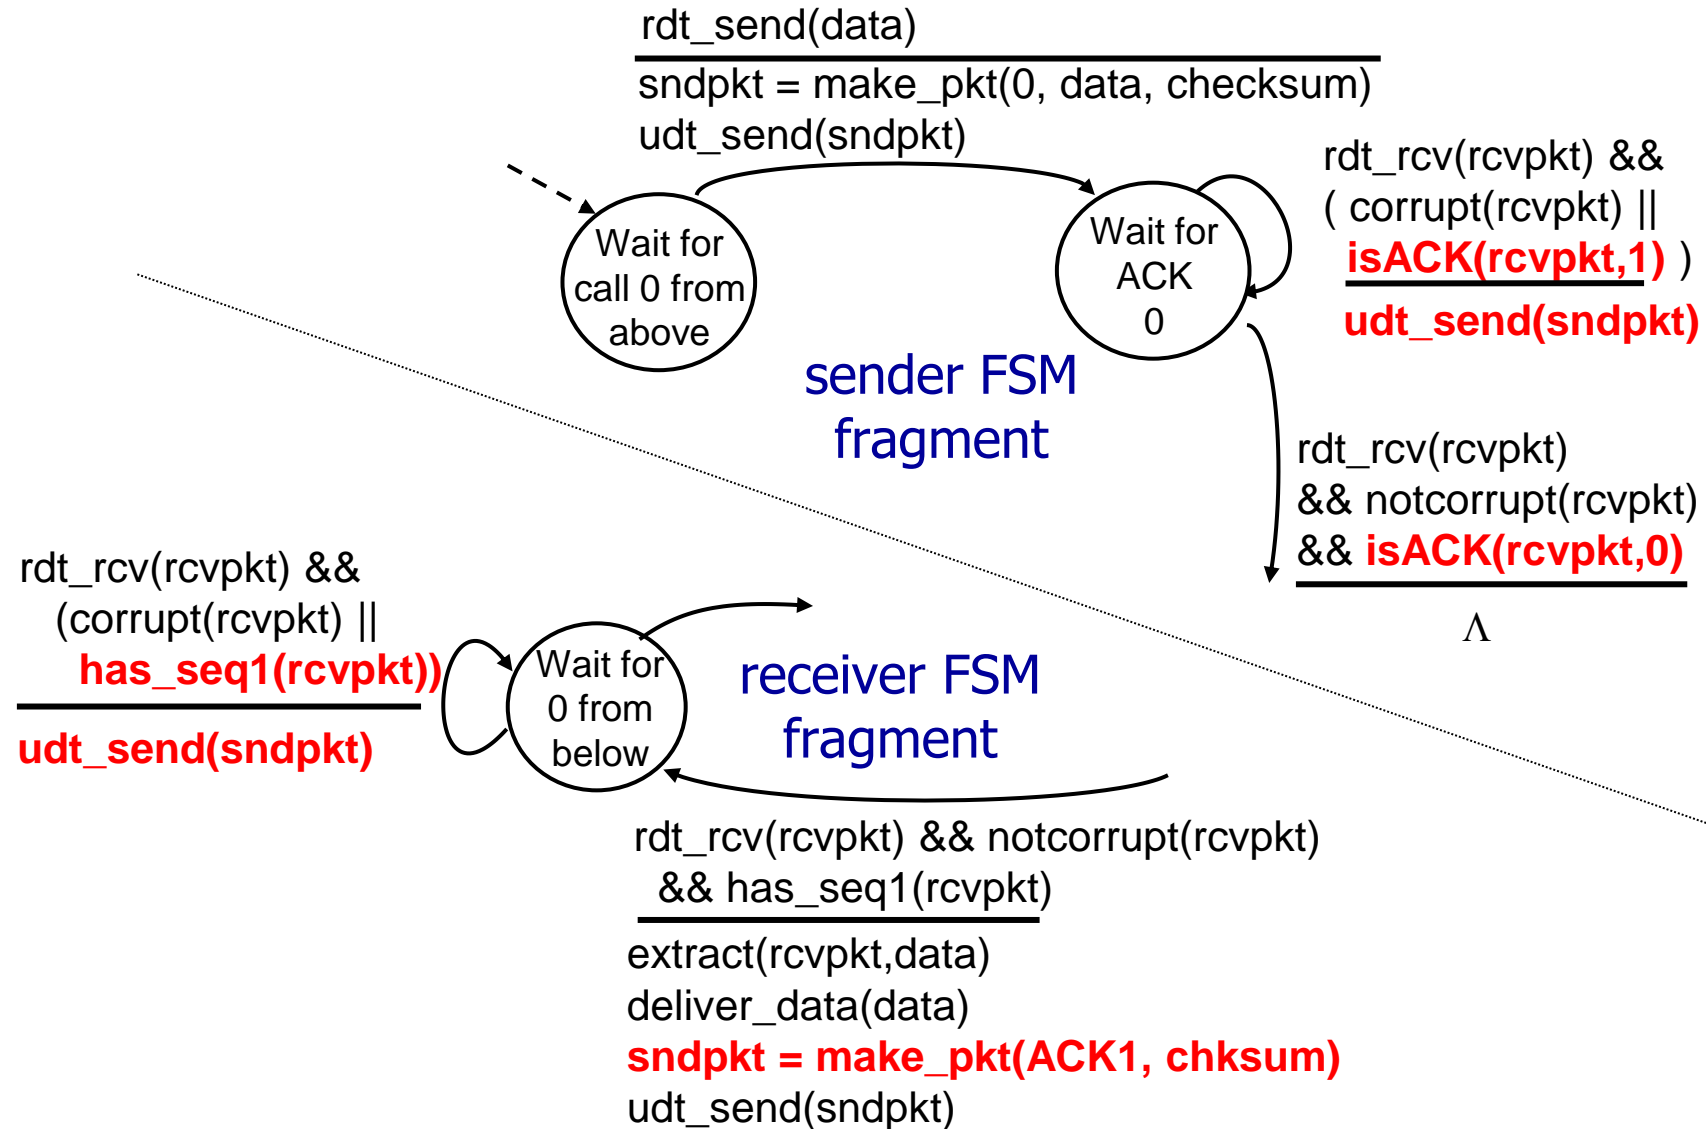 rdt_send(data)
sndpkt = make_pkt(0, data, checksum)
udt_send(sndpkt)
Wait for
call 0 from
above
Wait for
ACK
0
rdt_rcv(rcvpkt) &&
( corrupt(rcvpkt) ||
isACK(rcvpkt,1) )
udt_send(sndpkt)
sender FSM
fragment
rdt_rcv(rcvpkt)
&& notcorrupt(rcvpkt)
&& isACK(rcvpkt,0)
Λ
rdt_rcv(rcvpkt) &&
(corrupt(rcvpkt) ||
has_seq1(rcvpkt))
udt_send(sndpkt)
Wait for
0 from
below
receiver FSM
fragment
rdt_rcv(rcvpkt) && notcorrupt(rcvpkt)
&& has_seq1(rcvpkt)
extract(rcvpkt,data)
deliver_data(data)
sndpkt = make_pkt(ACK1, chksum)
udt_send(sndpkt)